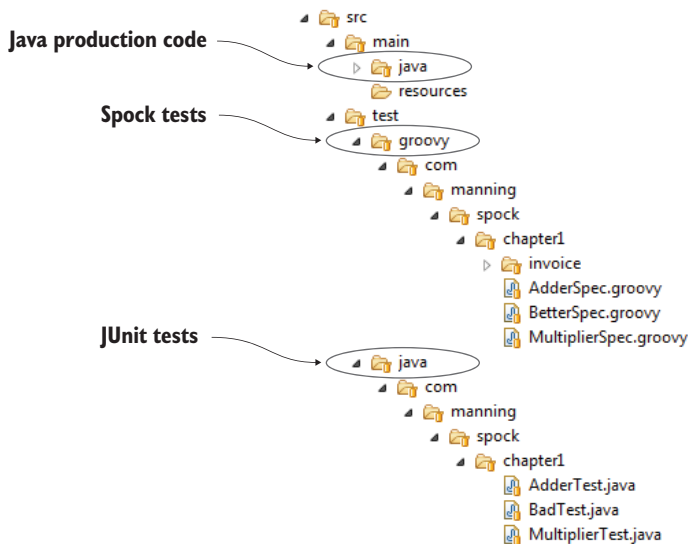 src
Java production code
main
java
resources
Spock tests
test
groovy
com
manning
spock
chapter1
invoice
AdderSpec.groovy
BetterSpec.groovy
JUnit tests
MultiplierSpec.groovy
java
com
manning
spock
chapter1
AdderTest.java
BadTest.java
MultiplierTest.java